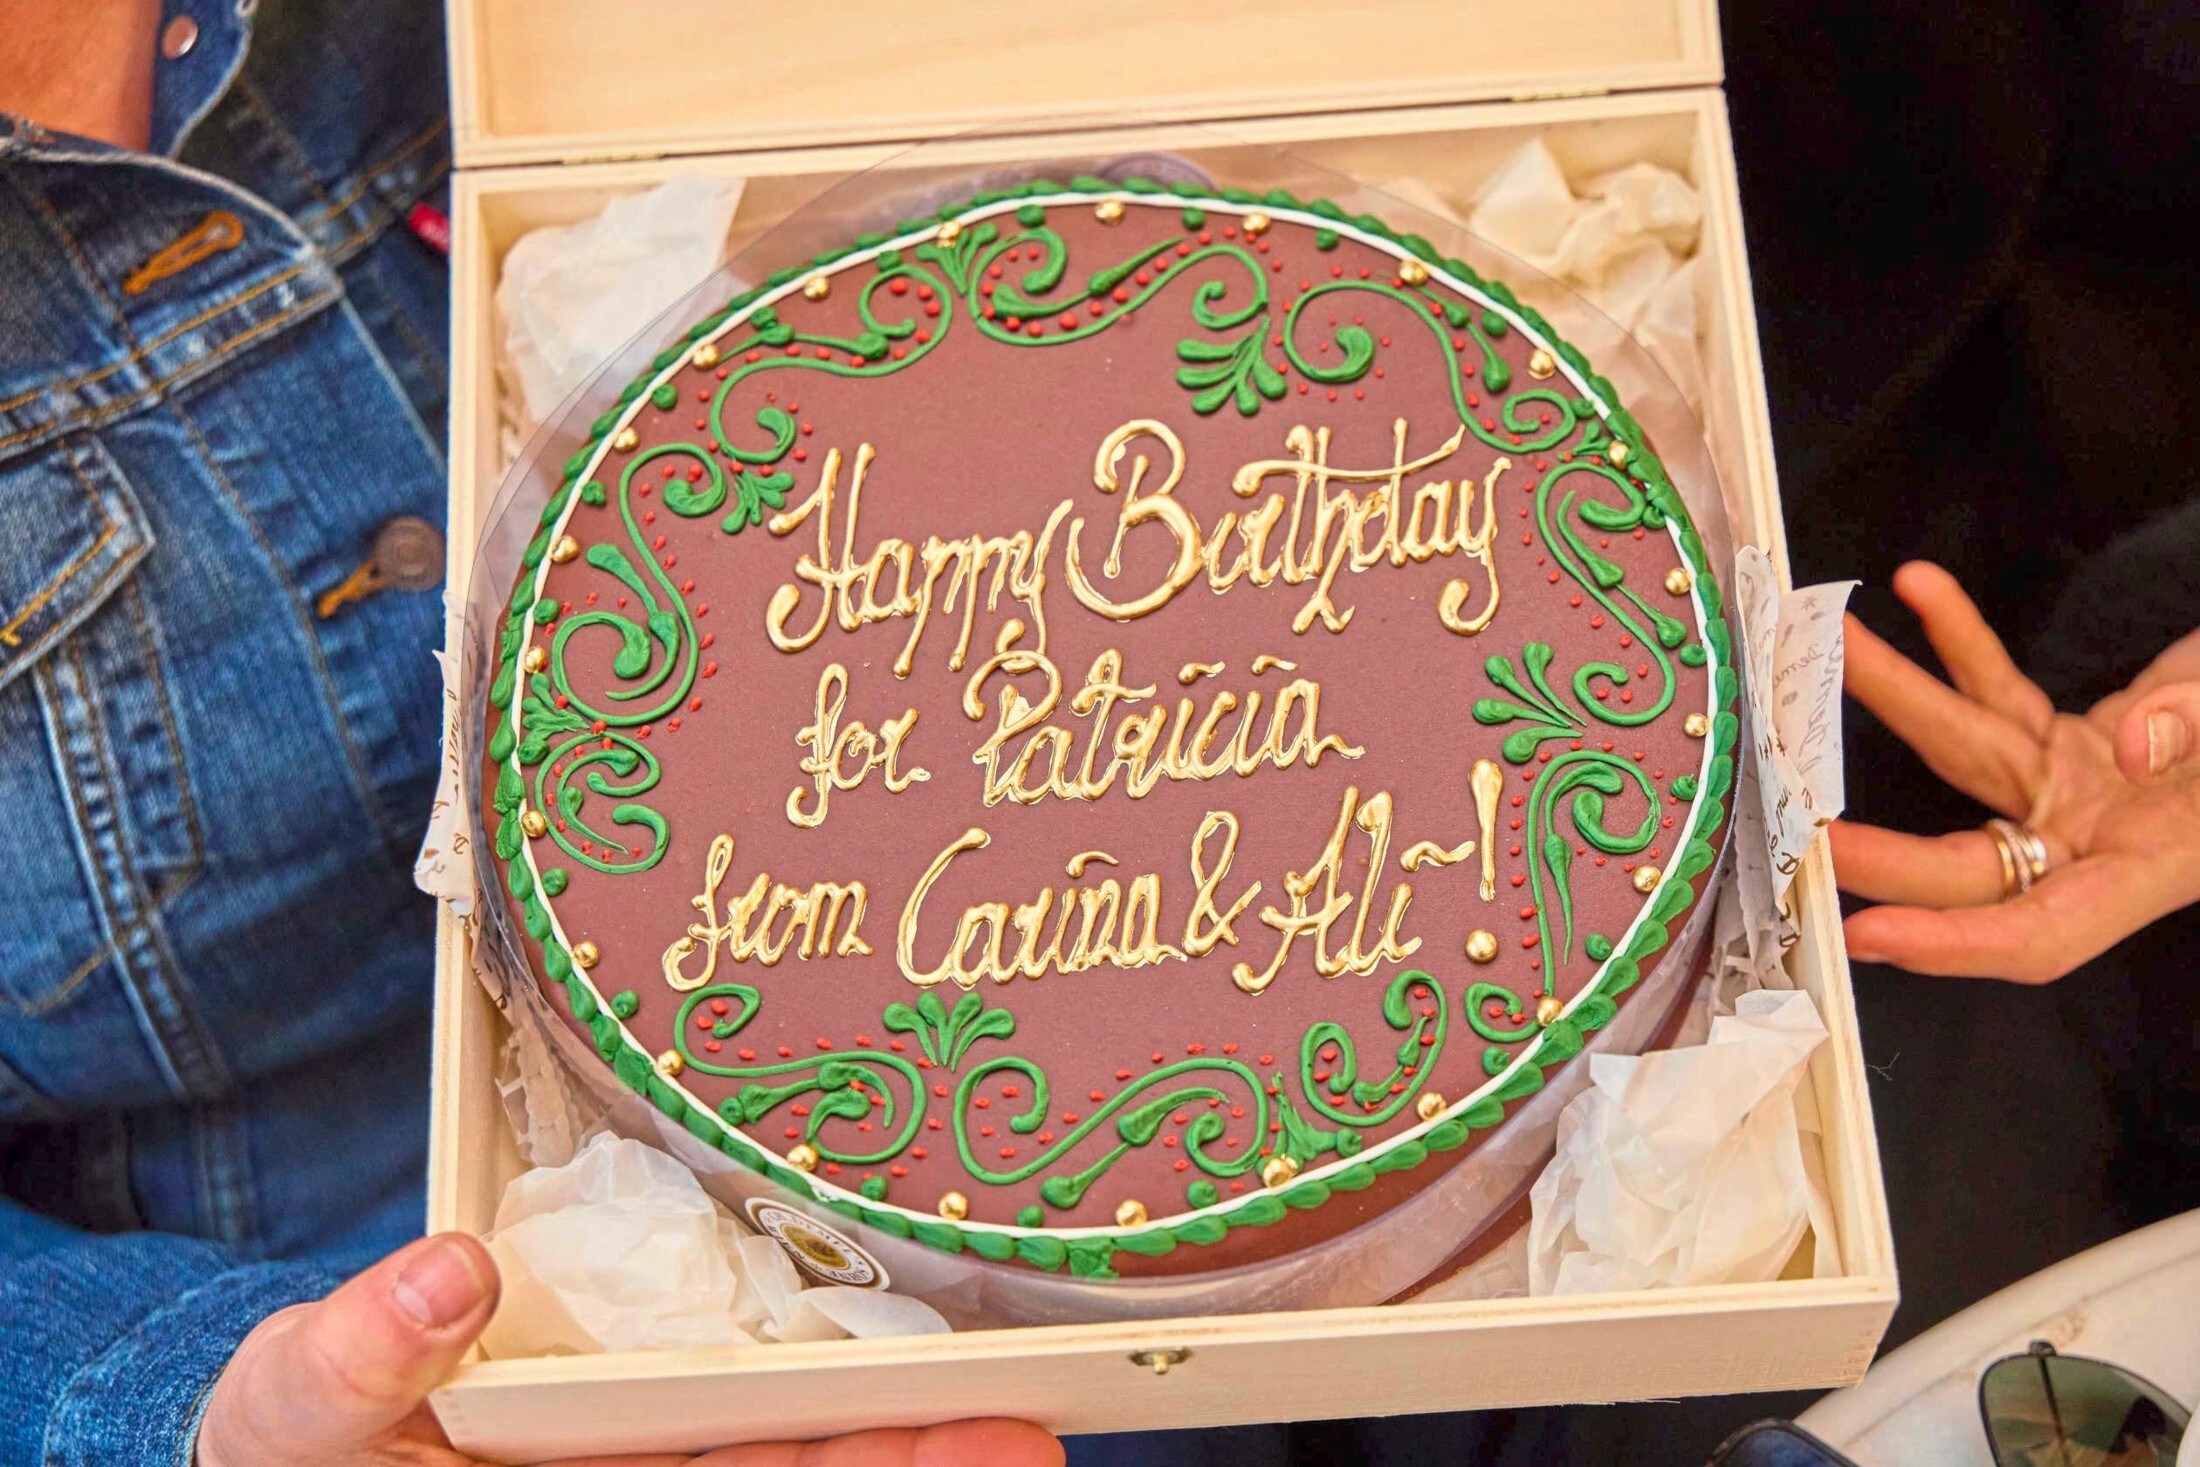 Happy Birthday
for Patricia
from Carina & Ali~!